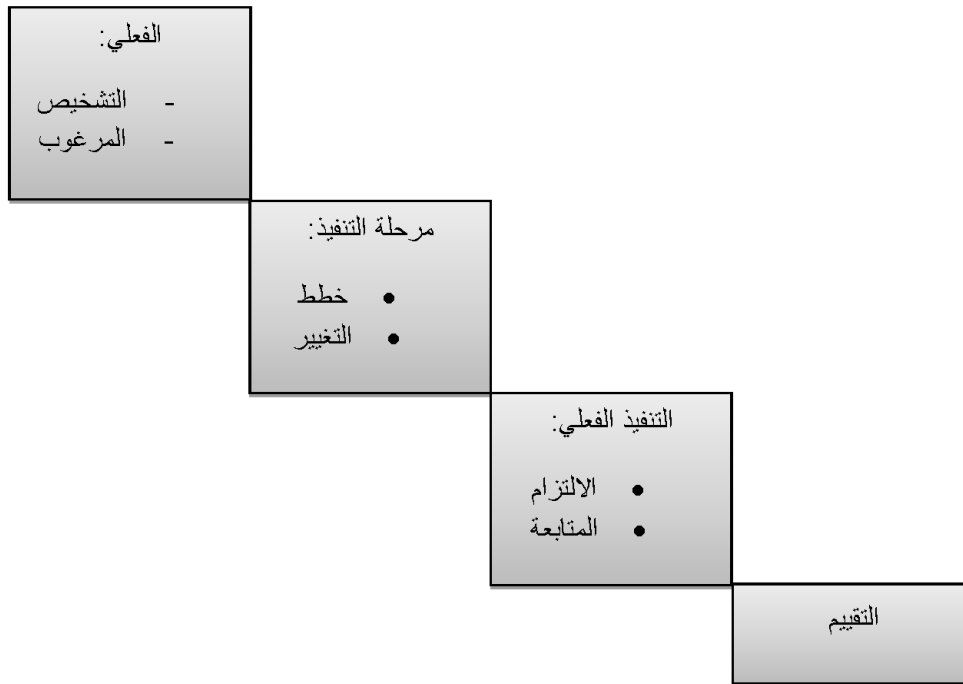 الفعلي:
- التشخيص
- المرغوب
مرحلة التنفيذ:
• خطط
• التغيير
التنفيذ الفعلي:
• الالتزام
• المتابعة
التقييم